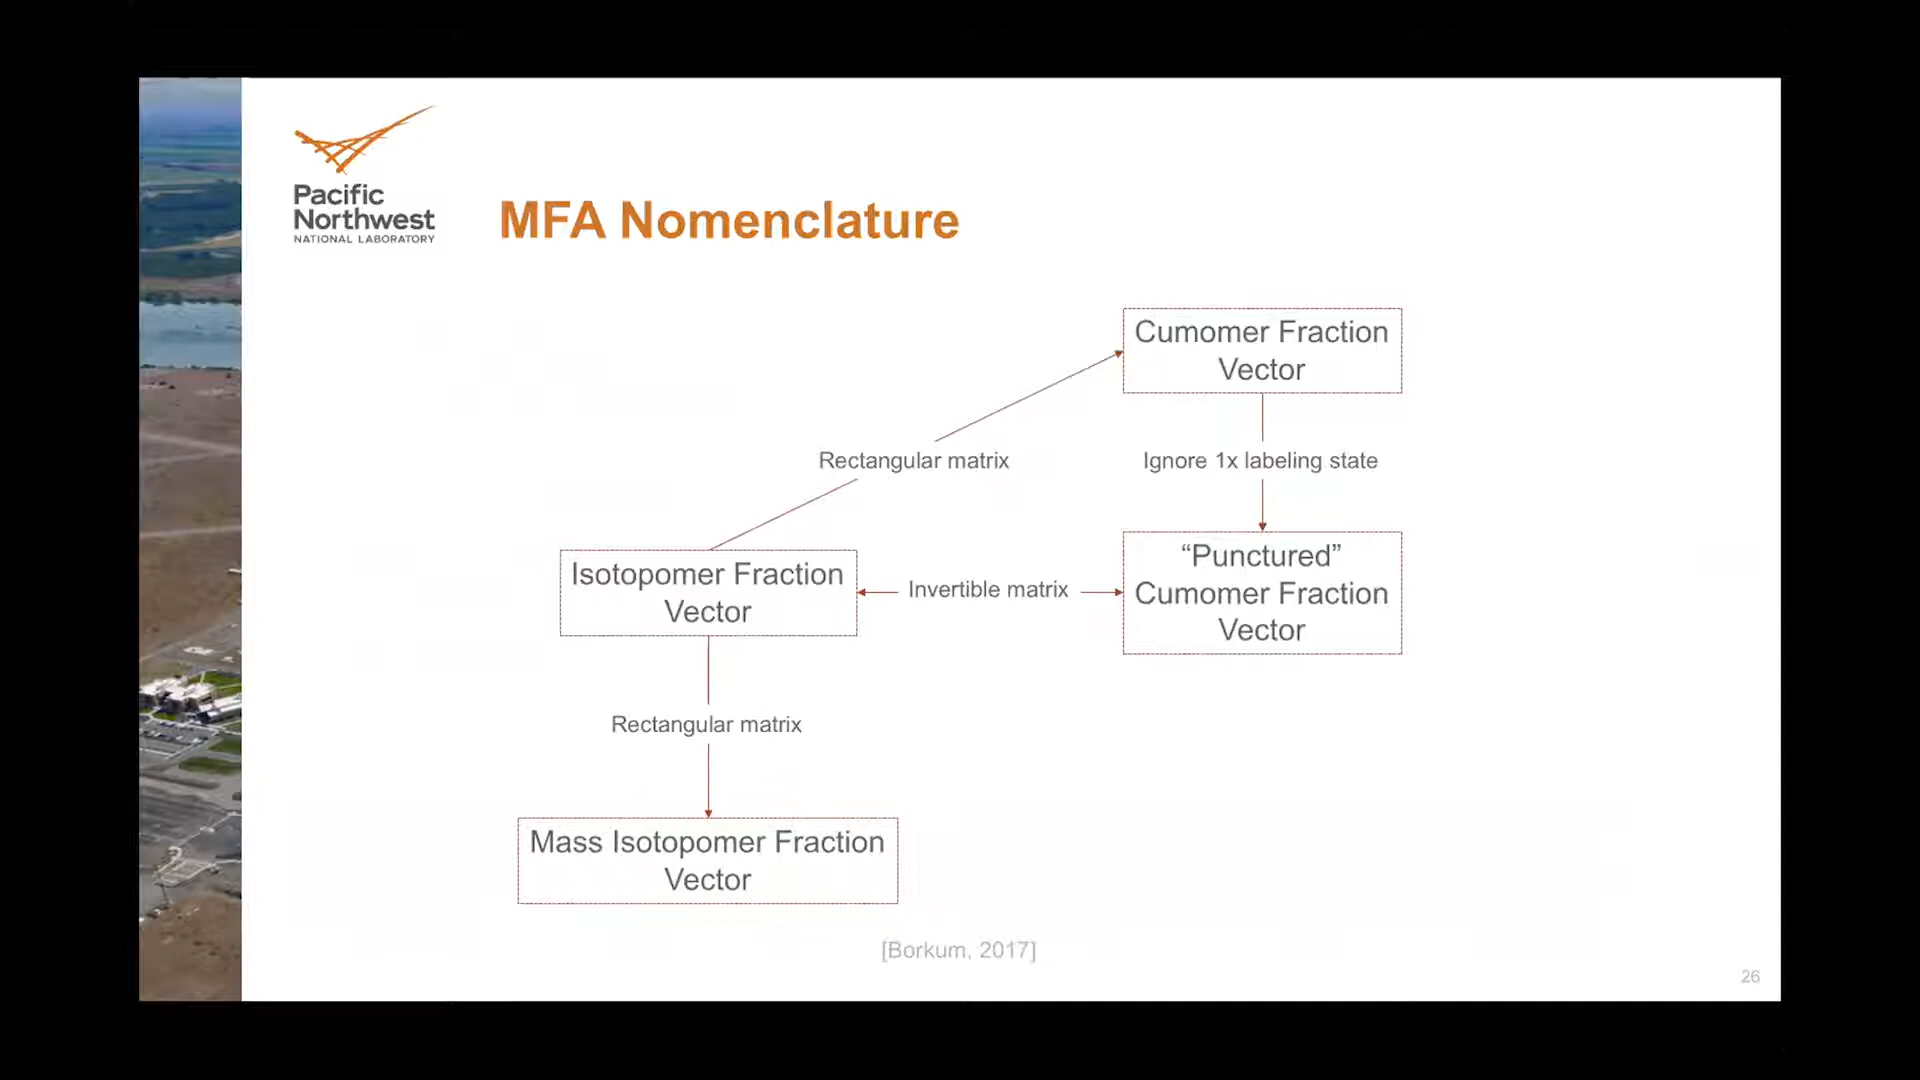 Pacific
Northwest
NATIONAL LABORATORY
MFA Nomenclature
Cumomer Fraction
Vector
Rectangular matrix
Ignore 1x labeling state
Isotopomer Fraction
Vector
Invertible matrix
“Punctured”
Cumomer Fraction
Vector
Rectangular matrix
Mass Isotopomer Fraction
Vector
[Borkum, 2017]
26